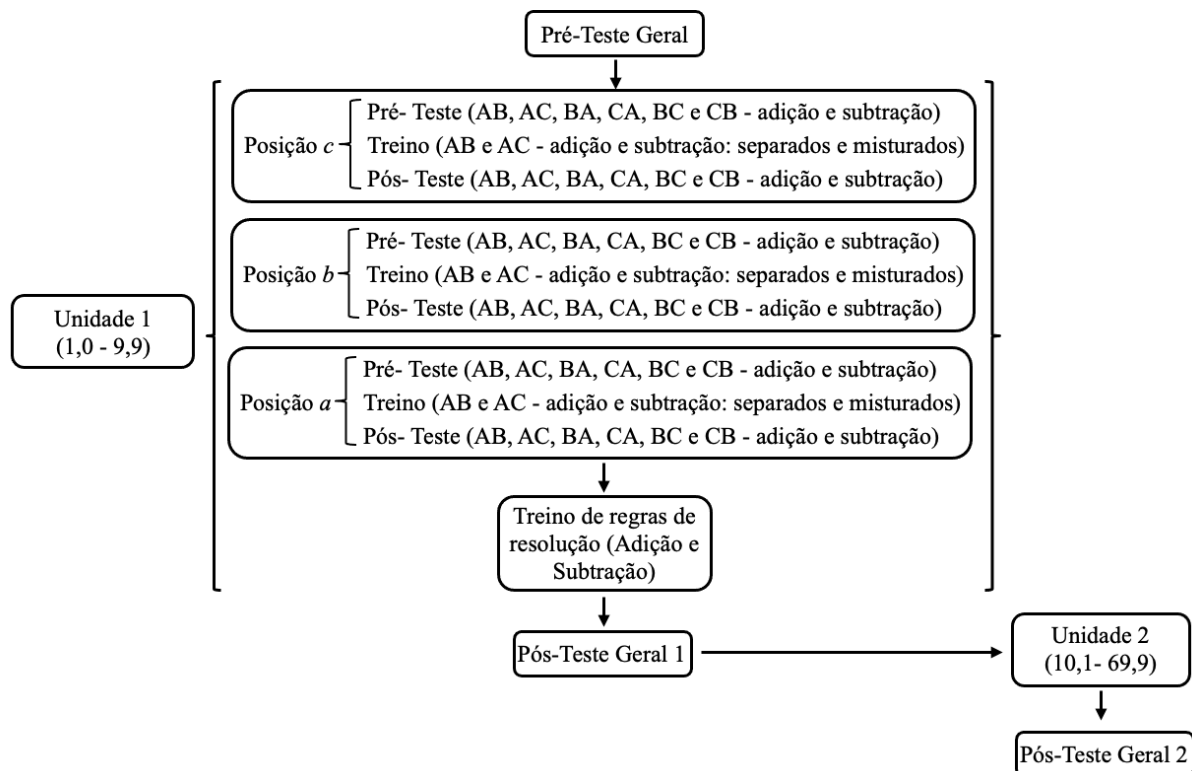 Pré-Teste Geral
Posição c
Pré- Teste (AB, AC, BA, CA, BC e CB - adição e subtração)
Treino (AB e AC - adição e subtração: separados e misturados)
Pós- Teste (AB, AC, BA, CA, BC e CB - adição e subtração)
Posição b
Pré- Teste (AB, AC, BA, CA, BC e CB - adição e subtração)
Treino (AB e AC - adição e subtração: separados e misturados)
Pós- Teste (AB, AC, BA, CA, BC e CB - adição e subtração)
Unidade 1
(1,0 - 9,9)
Posição a
Pré- Teste (AB, AC, BA, CA, BC e CB - adição e subtração)
Treino (AB e AC - adição e subtração: separados e misturados)
Pós- Teste (AB, AC, BA, CA, BC e CB - adição e subtração)
Treino de regras de
resolução (Adição e
Subtração)
Pós-Teste Geral 1
Unidade 2
(10,1- 69,9)
Pós-Teste Geral 2